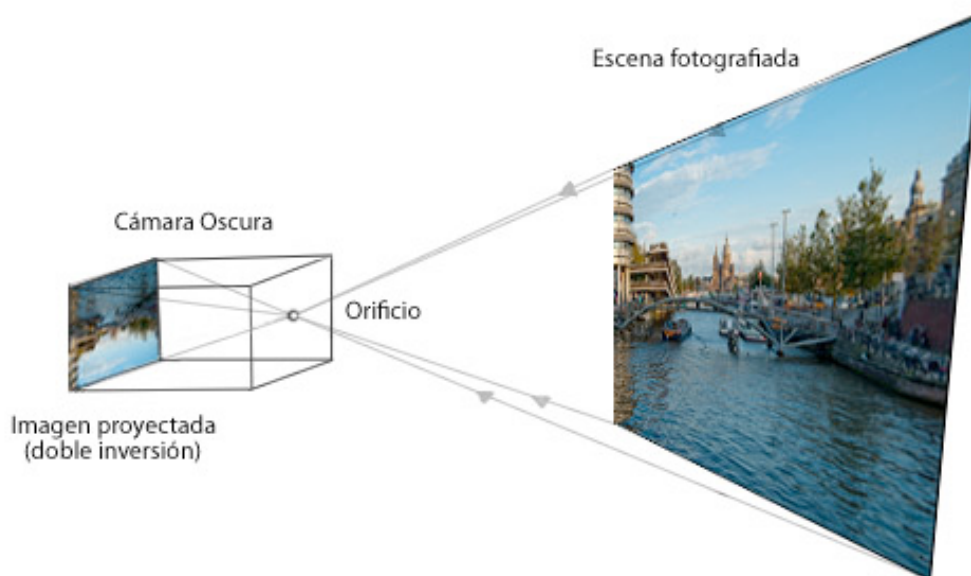 Escena fotografiada
Cámara Oscura
Orificio
Imagen proyectada
(doble inversión)